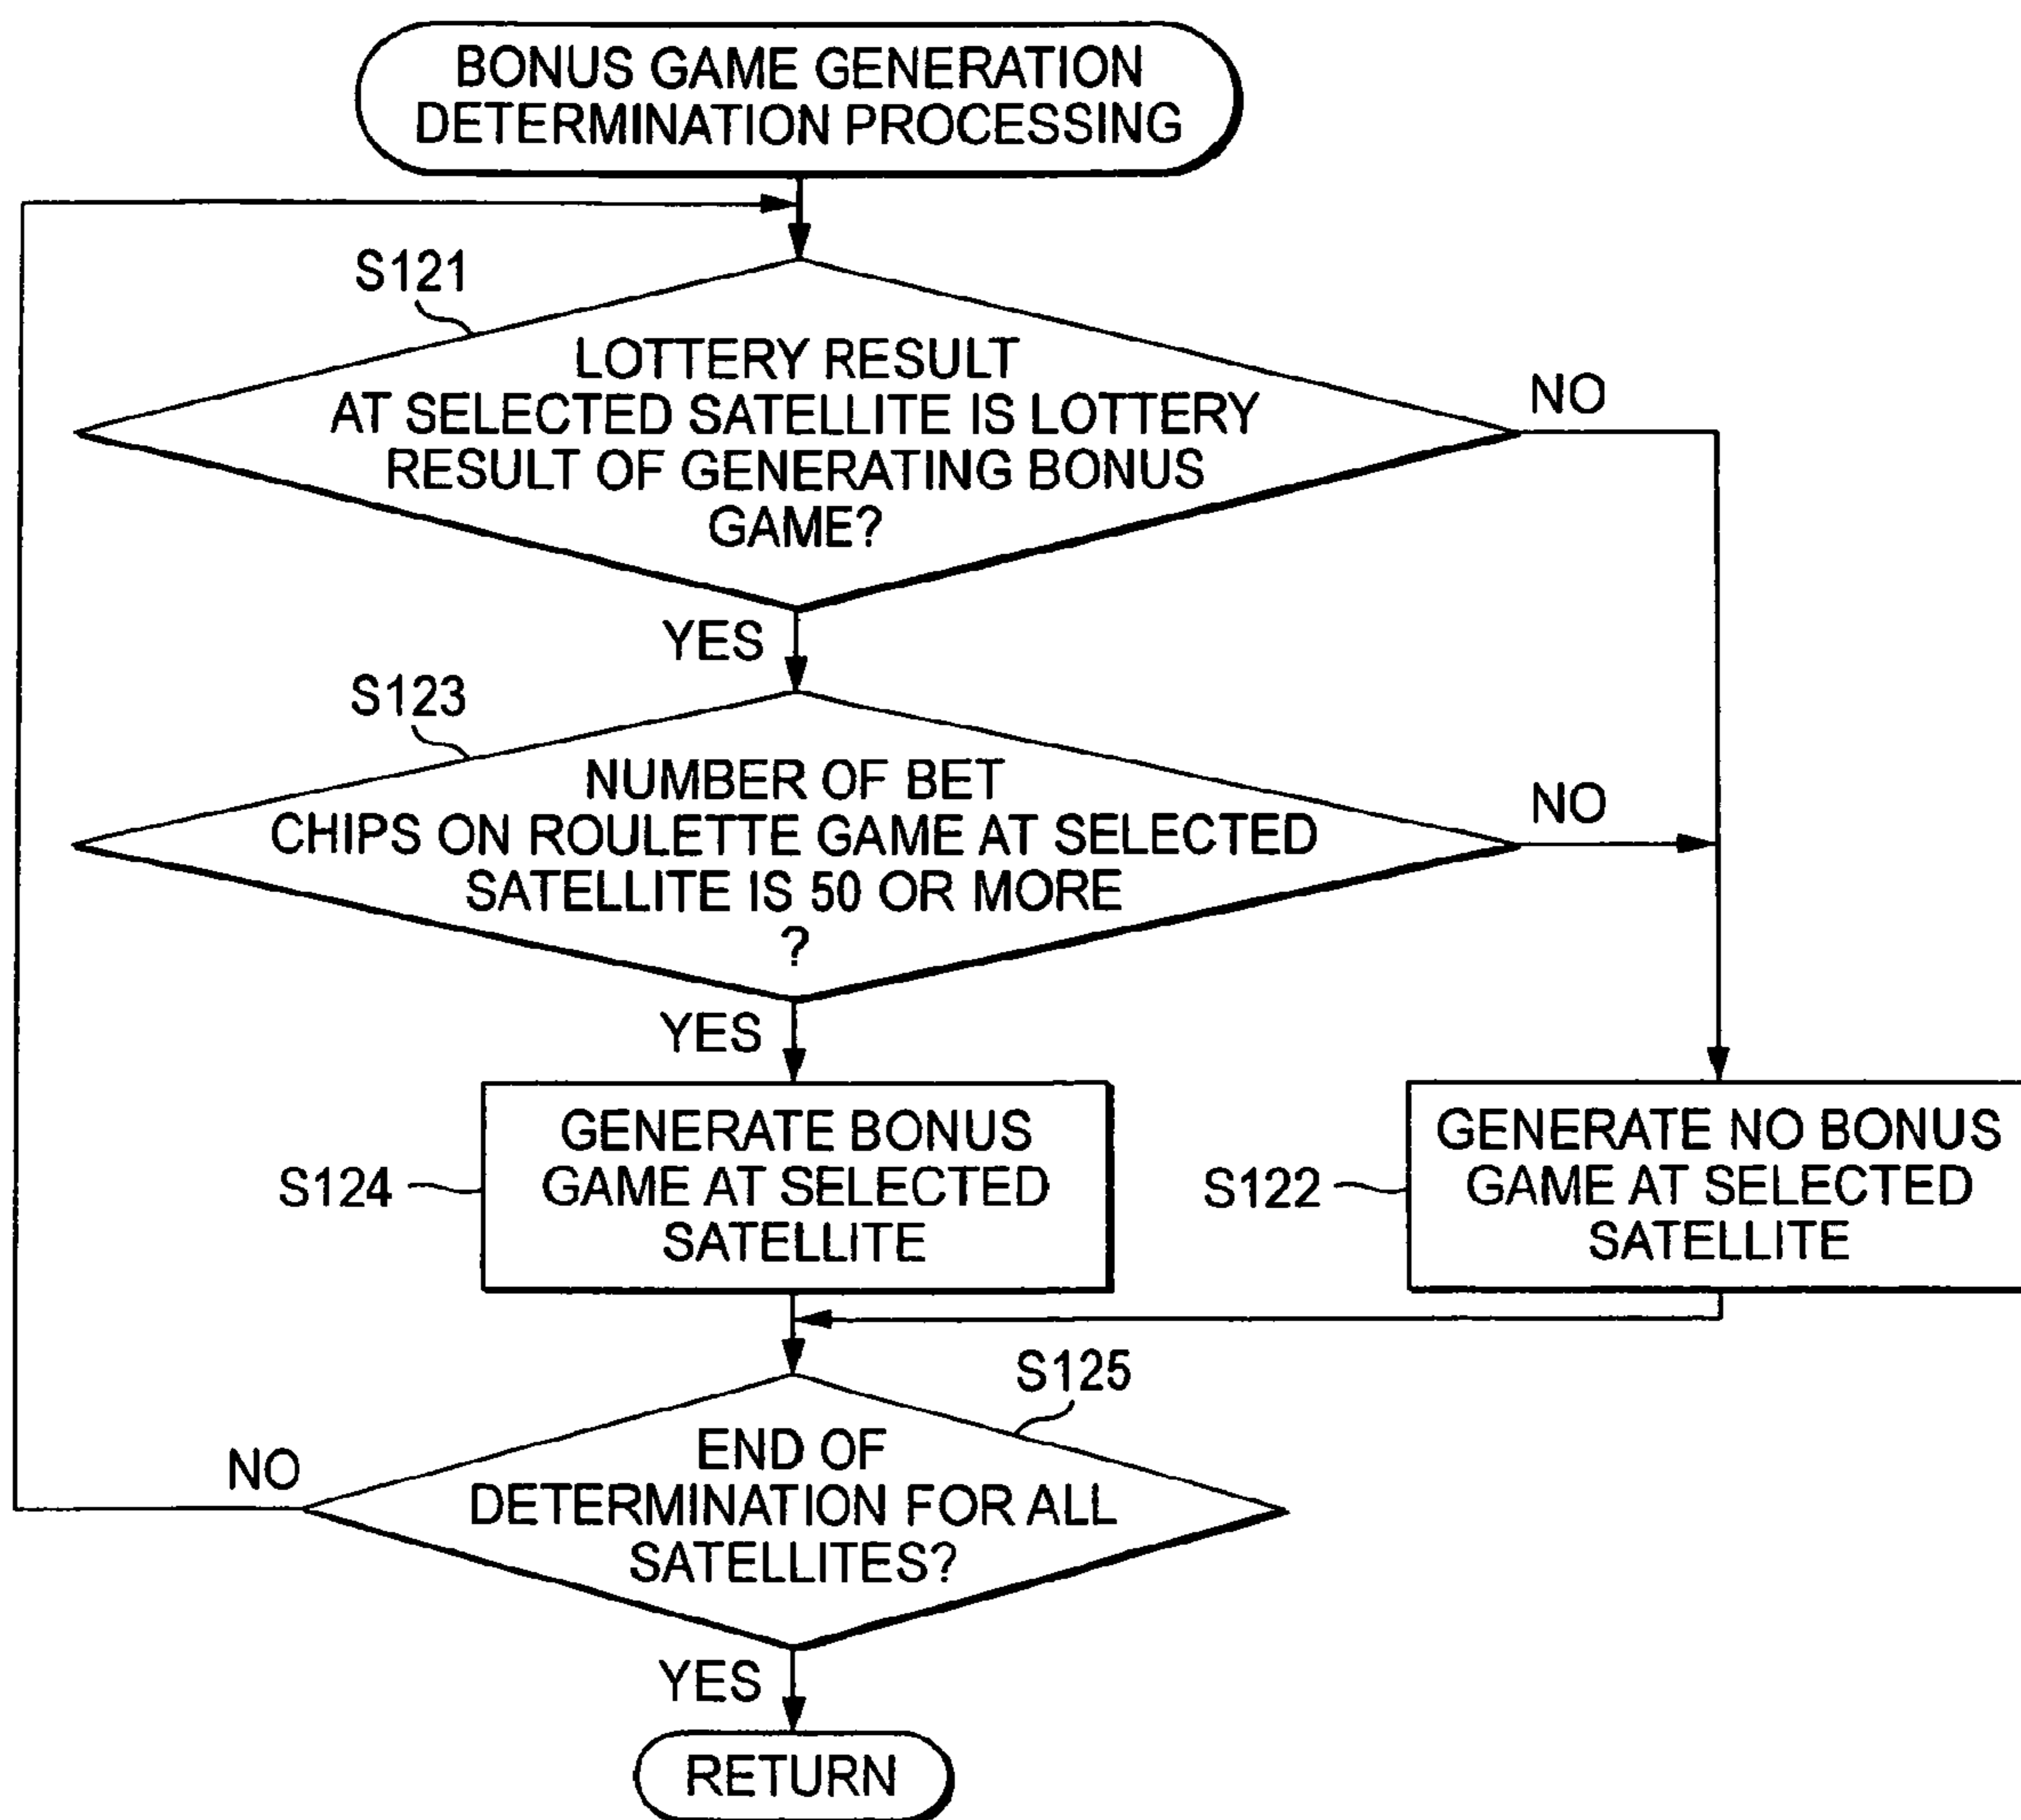 BONUS GAME GENERATION
DETERMINATION PROCESSING
S121
LOTTERY RESULT
AT SELECTED SATELLITE IS LOTTERY
RESULT OF GENERATING BONUS
GAME?
NO
YES
S123
NUMBER OF BET
CHIPS ON ROULETTE GAME AT SELECTED
SATELLITE IS 50 OR MORE
?
NO
YES
S124
GENERATE BONUS
GAME AT SELECTED
SATELLITE
S122
GENERATE NO BONUS
GAME AT SELECTED
SATELLITE
S125
END OF
DETERMINATION FOR ALL
SATELLITES?
NO
YES
RETURN